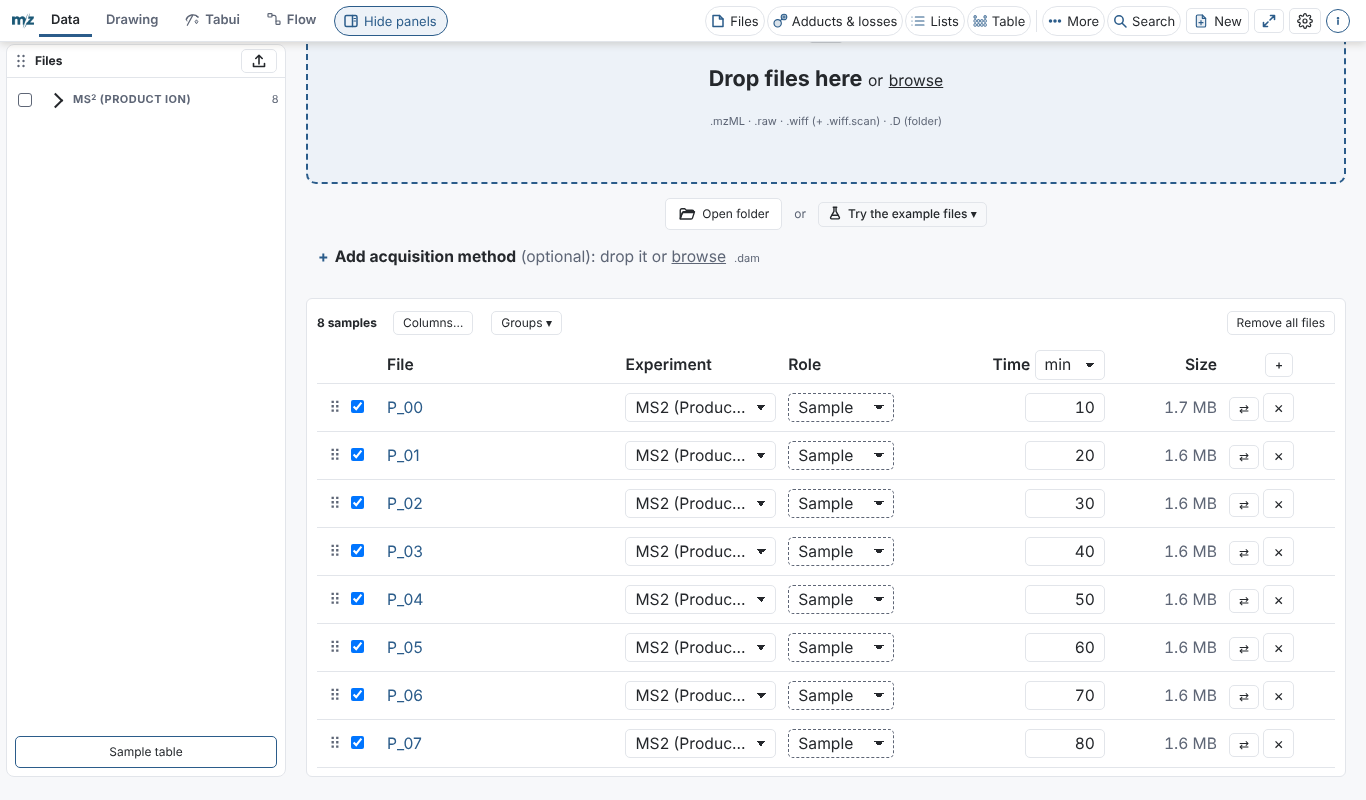 mz Data Drawing Tabui Flow Hide panels Files Adducts & losses Lists Table More Search New
Files
MS² (PRODUCT ION) 8
Drop files here or browse
.mzML · .raw · .wiff (+ .wiff.scan) · .D (folder)
Open folder or Try the example files ▾
+ Add acquisition method (optional): drop it or browse .dam
8 samples Columns... Groups ▾ Remove all files
File Experiment Role Time min Size +
P_00 MS2 (Produc... Sample 10 1.7 MB ⇄ ×
P_01 MS2 (Produc... Sample 20 1.6 MB ⇄ ×
P_02 MS2 (Produc... Sample 30 1.6 MB ⇄ ×
P_03 MS2 (Produc... Sample 40 1.6 MB ⇄ ×
P_04 MS2 (Produc... Sample 50 1.6 MB ⇄ ×
P_05 MS2 (Produc... Sample 60 1.6 MB ⇄ ×
P_06 MS2 (Produc... Sample 70 1.6 MB ⇄ ×
P_07 MS2 (Produc... Sample 80 1.6 MB ⇄ ×
Sample table